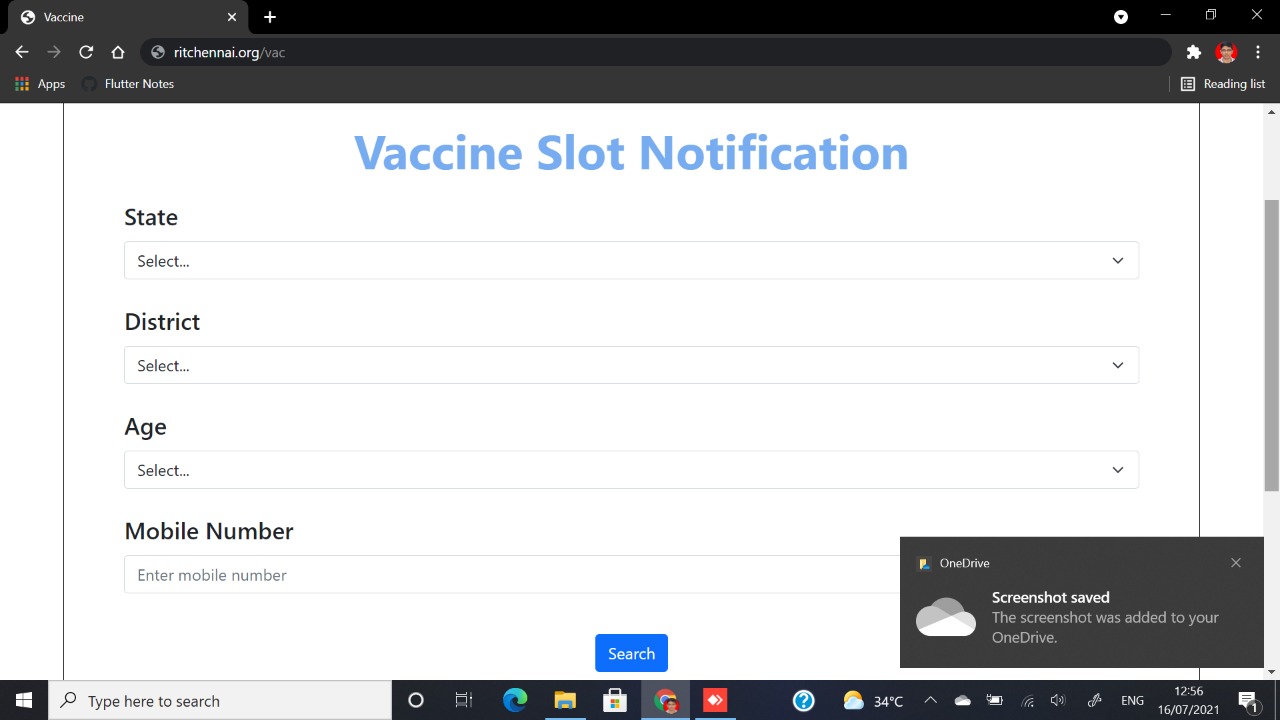 Vaccine
ritchennai.org/vac
Apps
Flutter Notes
Reading list
Vaccine Slot Notification
State
Select...
District
Select...
Age
Select...
Mobile Number
Enter mobile number
Search
OneDrive
Screenshot saved
The screenshot was added to your
OneDrive.
Type here to search
34°C
ENG
12:56
16/07/2021
1